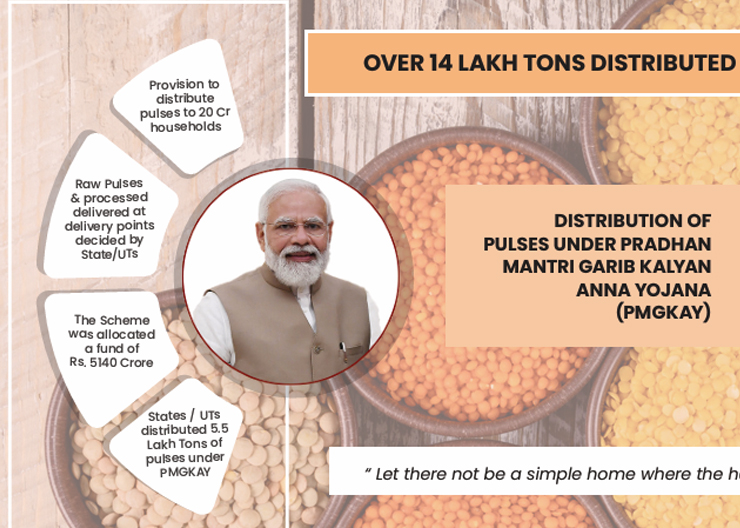 OVER 14 LAKH TONS DISTRIBUTED
Provision to
distribute
pulses to 20 Cr
households
Raw Pulses
& processed
delivered at
delivery points
decided by
State/UTs
The Scheme
was allocated
a fund of
Rs. 5140 Crore
States / UTs
distributed 5.5
Lakh Tons of
pulses under
PMGKAY
DISTRIBUTION OF
PULSES UNDER PRADHAN
MANTRI GARIB KALYAN
ANNA YOJANA
(PMGKAY)
“ Let there not be a simple home where the